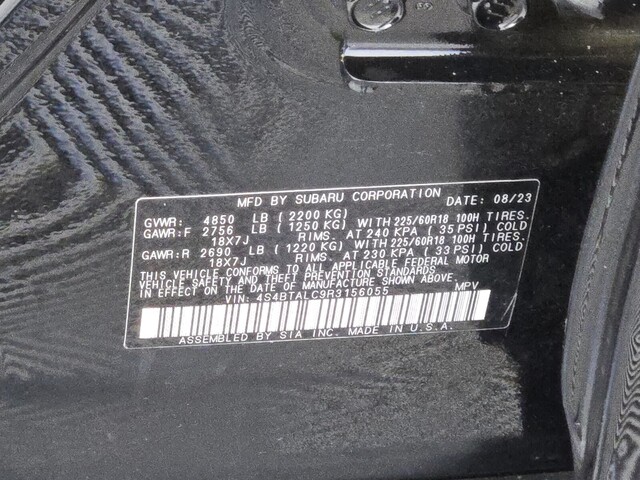 MFD BY SUBARU CORPORATION DATE: 08/23
GVWR: 4850 LB (2200 KG)
GAWR:F 2756 LB (1250 KG) WITH 225/60R18 100H TIRES.
18X7J RIMS. AT 240 KPA (35 PSI) COLD
GAWR:R 2690 LB (1220 KG) WITH 225/60R18 100H TIRES.
18X7J RIMS. AT 230 KPA (33 PSI) COLD
THIS VEHICLE CONFORMS TO ALL APPLICABLE FEDERAL MOTOR
VEHICLE SAFETY AND THEFT PREVENTION STANDARDS
IN EFFECT ON THE DATE OF MANUFACTURE SHOWN ABOVE.
VIN: 4S4BTALC9R3156055 MPV
ASSEMBLED BY SIA INC. MADE IN U.S.A.